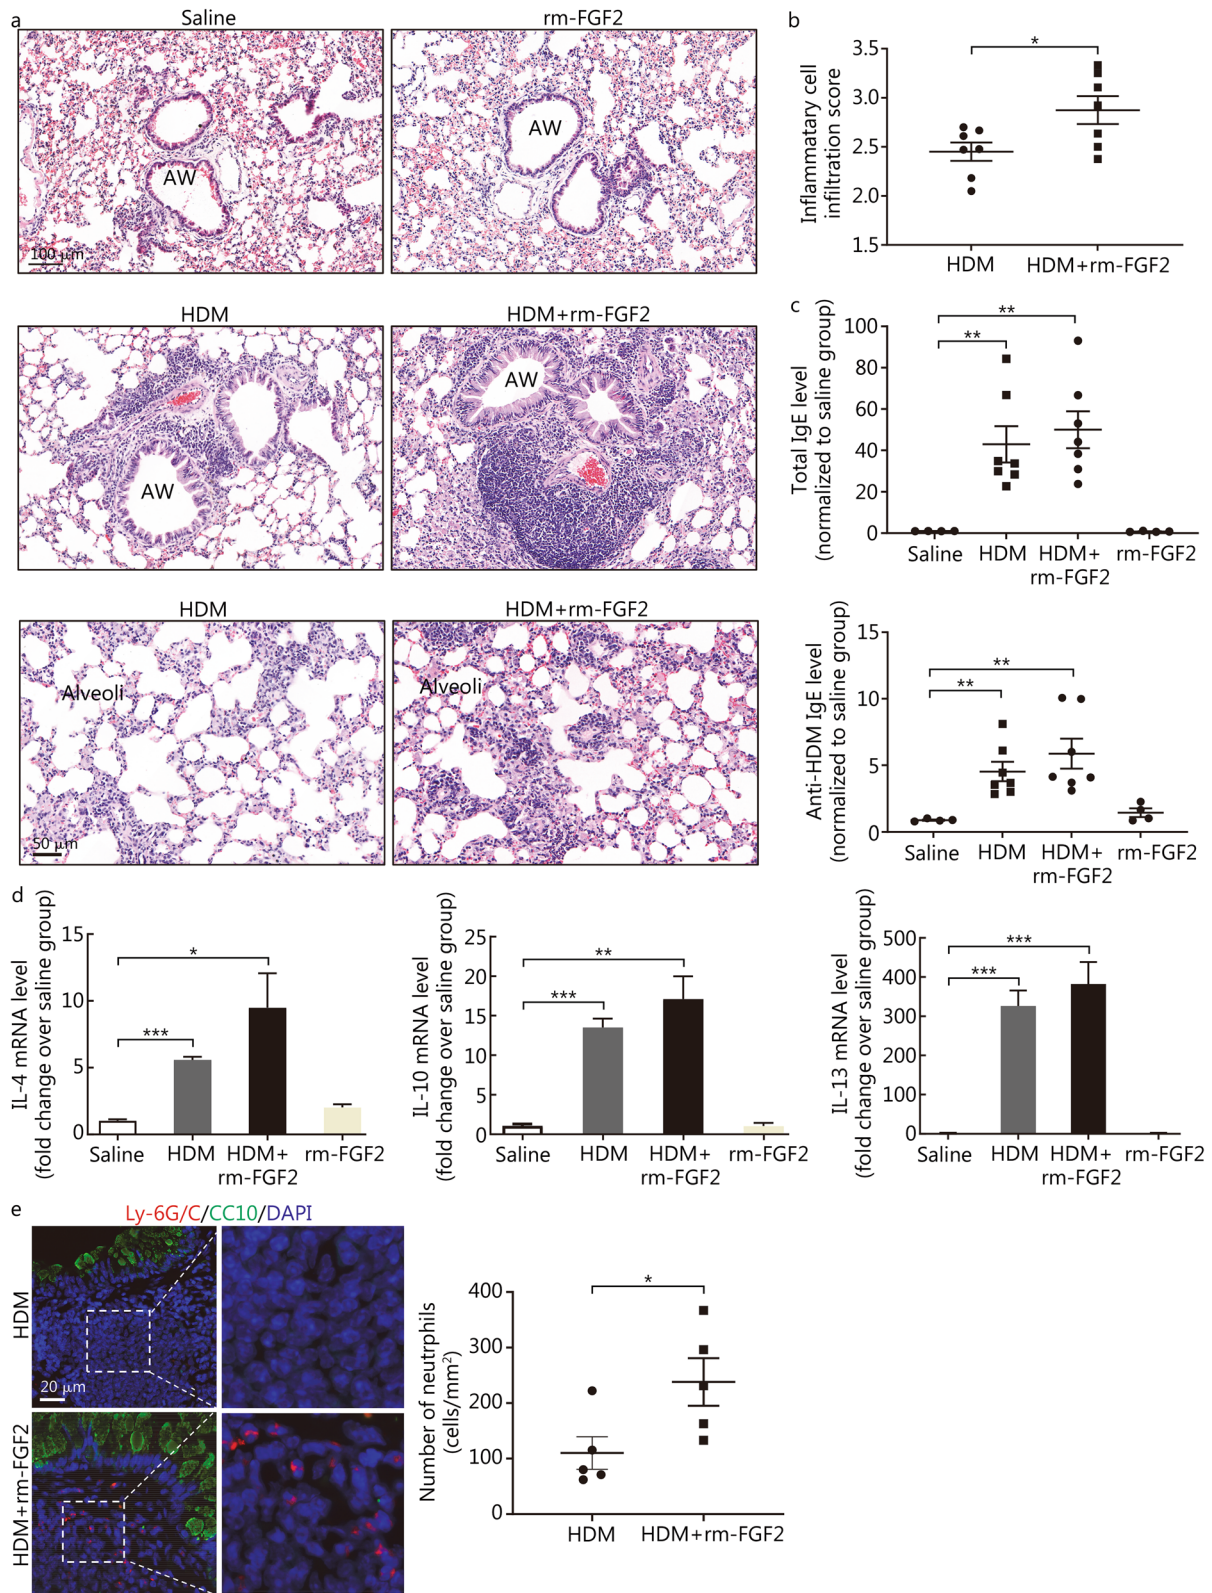 a
Saline
rm-FGF2
AW
AW
100 μm
HDM
HDM+rm-FGF2
AW
AW
HDM
HDM+rm-FGF2
Alveoli
Alveoli
50 μm
b
Inflammatary cell
infiltration score
3.5
3.0
2.5
2.0
1.5
*
HDM
HDM+rm-FGF2
c
Total IgE level
(normalized to saline group)
100
80
60
40
20
0
**
**
Saline
HDM
HDM+
rm-FGF2
rm-FGF2
Anti-HDM IgE level
(normalized to saline group)
15
10
5
0
**
**
Saline
HDM
HDM+
rm-FGF2
rm-FGF2
d
IL-4 mRNA level
(fold change over saline group)
15
10
5
0
*
***
Saline
HDM
HDM+
rm-FGF2
rm-FGF2
IL-10 mRNA level
(fold change over saline group)
25
20
15
10
5
0
**
***
Saline
HDM
HDM+
rm-FGF2
rm-FGF2
IL-13 mRNA level
(fold change over saline group)
500
400
300
200
100
0
***
***
Saline
HDM
HDM+
rm-FGF2
rm-FGF2
e
Ly-6G/C/CC10/DAPI
HDM
20 μm
HDM+rm-FGF2
Number of neutrphils
(cells/mm²)
400
300
200
100
0
*
HDM
HDM+rm-FGF2